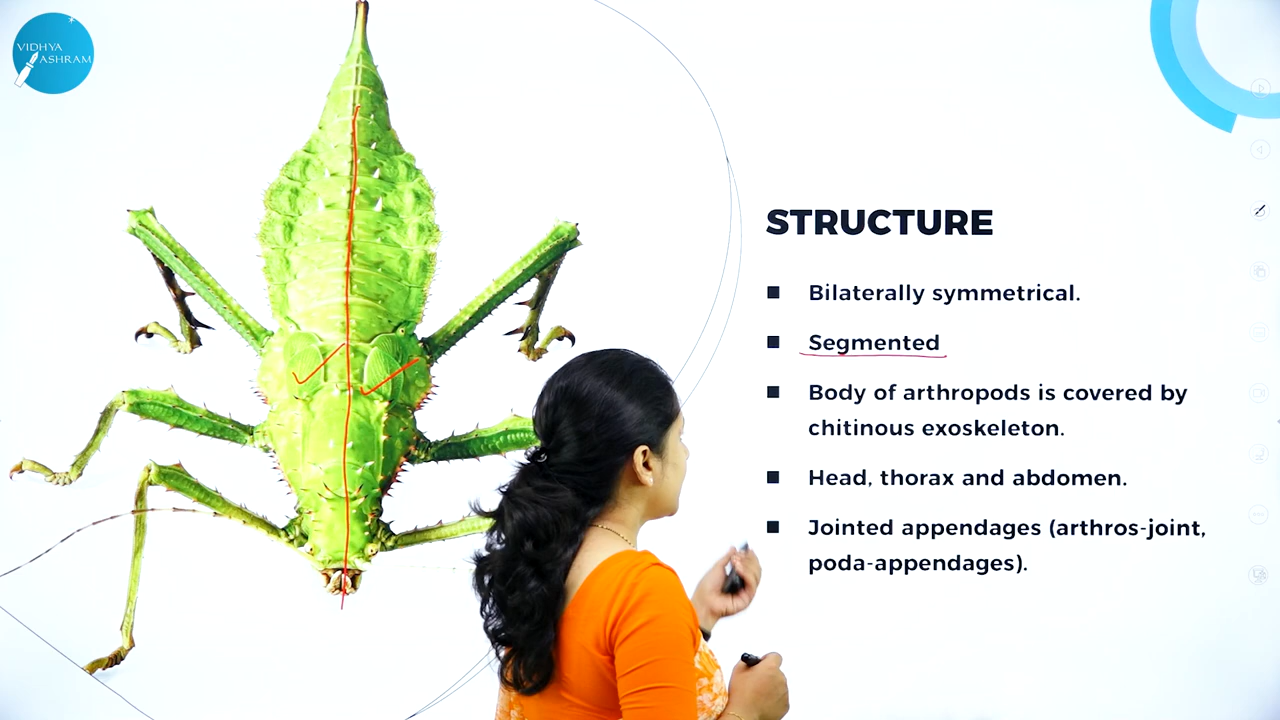 VIDHYA
ASHRAM
STRUCTURE
Bilaterally symmetrical.
Segmented
Body of arthropods is covered by
chitinous exoskeleton.
Head, thorax and abdomen.
Jointed appendages (arthros-joint,
poda-appendages).